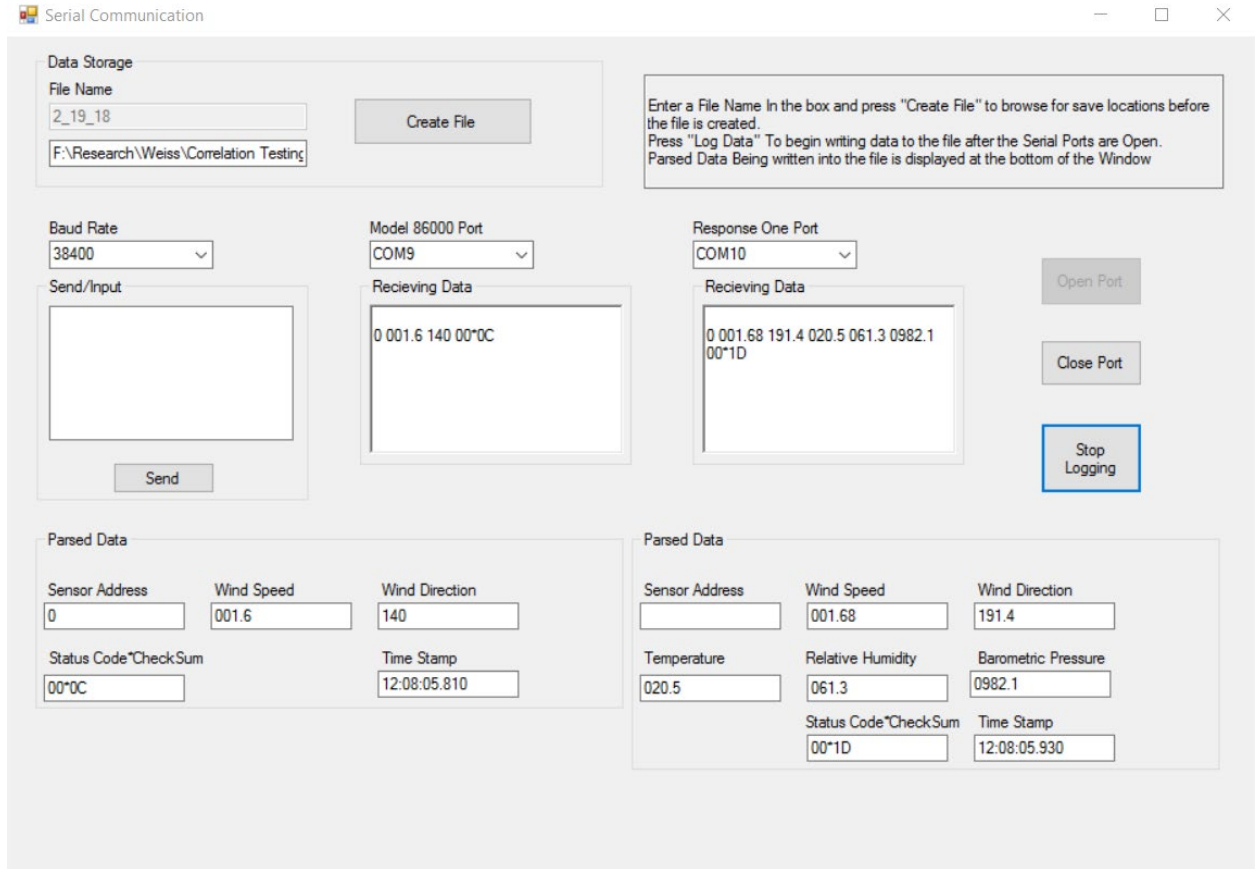 Serial Communication
Data Storage
File Name
2_19_18
F:\Research\Weiss\Correlation Testing
Create File
Enter a File Name In the box and press "Create File" to browse for save locations before
the file is created.
Press "Log Data" To begin writing data to the file after the Serial Ports are Open.
Parsed Data Being written into the file is displayed at the bottom of the Window
Baud Rate
38400
Model 86000 Port
COM9
Response One Port
COM10
Open Port
Send/Input
Send
Recieving Data
0 001.6 140 00*0C
Recieving Data
0 001.68 191.4 020.5 061.3 0982.1
00*1D
Close Port
Stop
Logging
Parsed Data
Sensor Address
0
Wind Speed
001.6
Wind Direction
140
Status Code*CheckSum
00*0C
Time Stamp
12:08:05.810
Parsed Data
Sensor Address
Wind Speed
001.68
Wind Direction
191.4
Temperature
020.5
Relative Humidity
061.3
Barometric Pressure
0982.1
Status Code*CheckSum
00*1D
Time Stamp
12:08:05.930